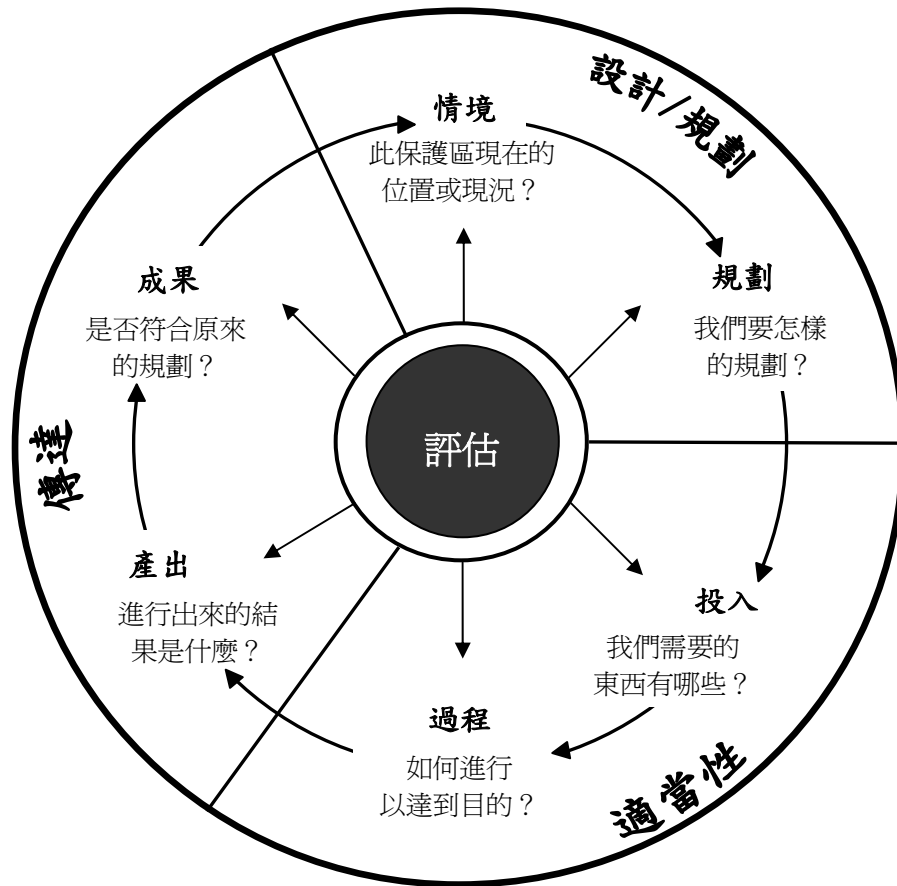 設計/規劃
情境
此保護區現在的
位置或現況？
規劃
我們要怎樣
的規劃？
成果
是否符合原來
的規劃？
評估
傳達
產出
進行出來的結
果是什麼？
投入
我們需要的
東西有哪些？
過程
如何進行
以達到目的？
適當性